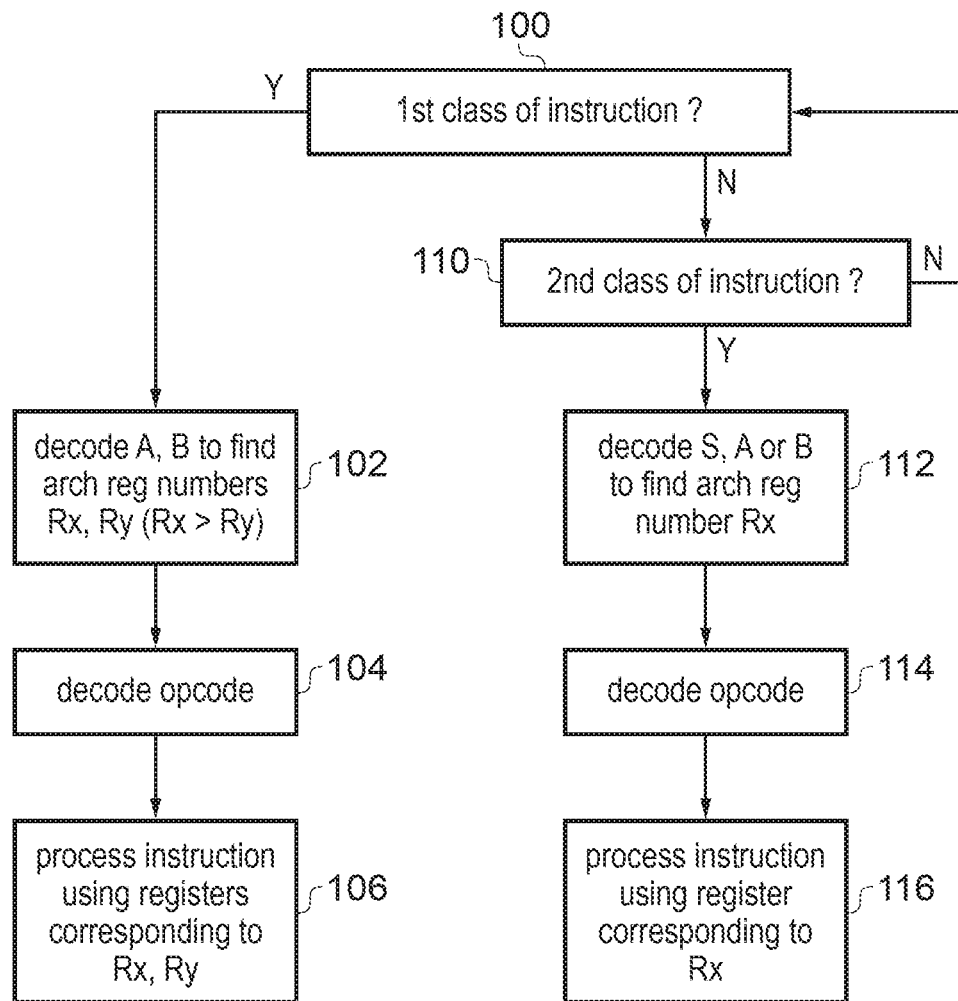 100
Y
1st class of instruction ?
N
110
2nd class of instruction ?
N
Y
decode A, B to find
arch reg numbers
Rx, Ry (Rx > Ry)
102
decode S, A or B
to find arch reg
number Rx
112
decode opcode
104
decode opcode
114
process instruction
using registers
corresponding to
Rx, Ry
106
process instruction
using register
corresponding to
Rx
116